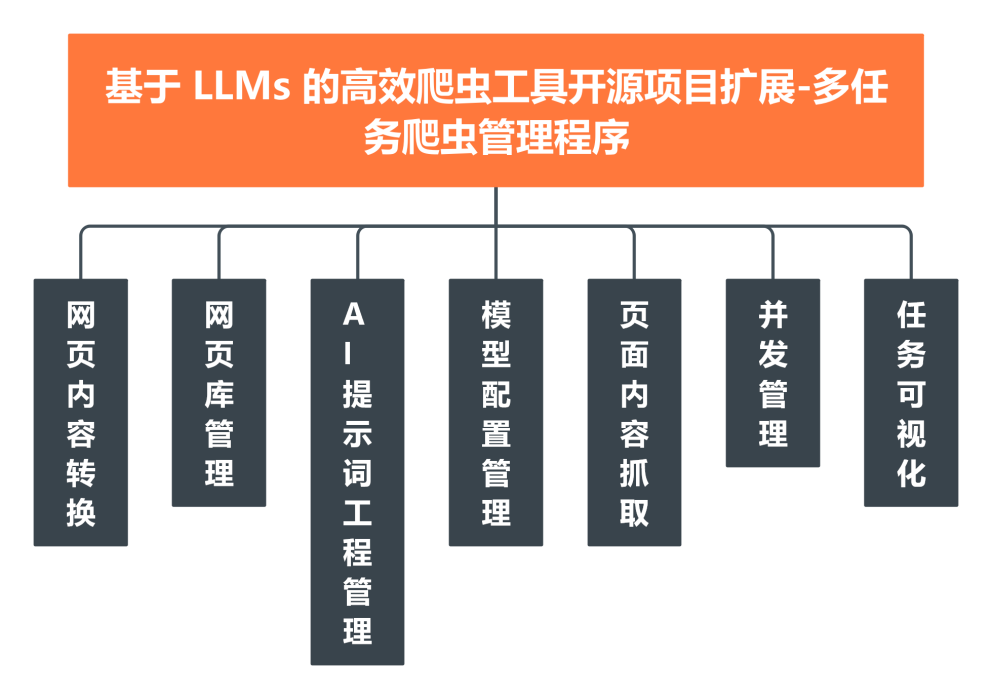 基于 LLMs 的高效爬虫工具开源项目扩展-多任
务爬虫管理程序
网页内容转换
网页库管理
AI提示词工程管理
模型配置管理
页面内容抓取
并发管理
任务可视化